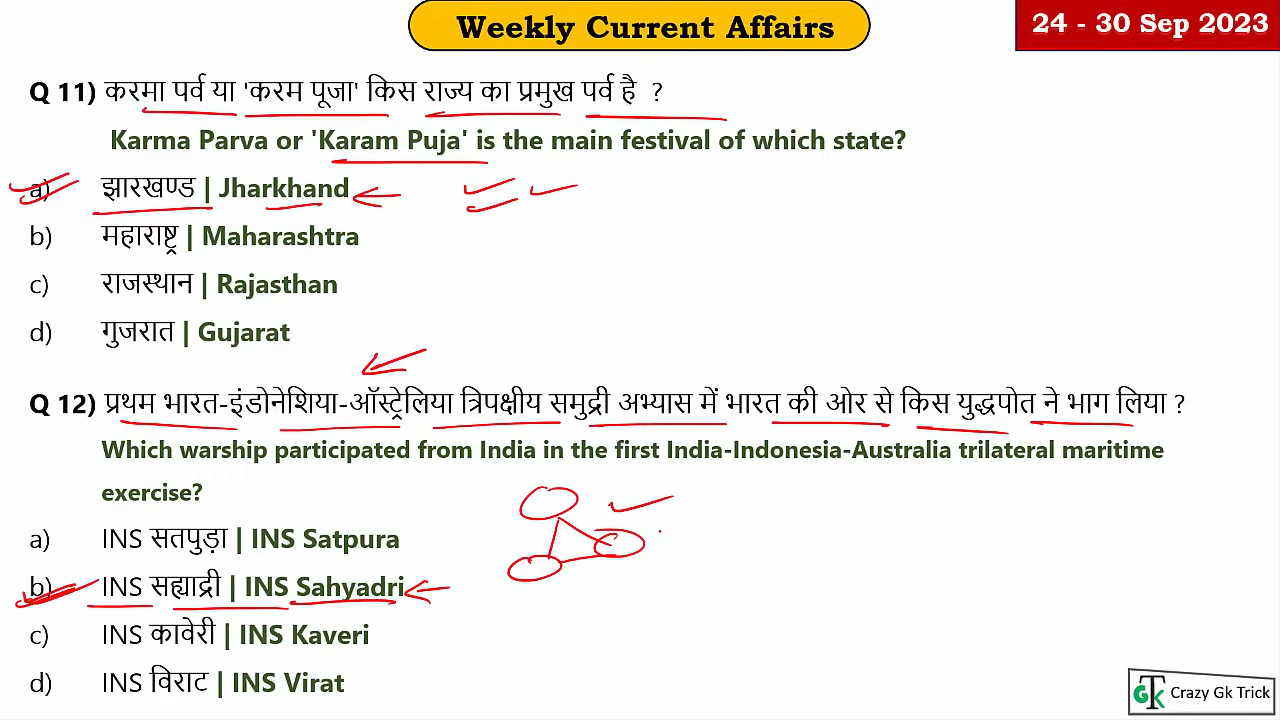 Weekly Current Affairs
24 - 30 Sep 2023
Q 11) करमा पर्व या 'करम पूजा' किस राज्य का प्रमुख पर्व है ?
Karma Parva or 'Karam Puja' is the main festival of which state?
a) झारखण्ड | Jharkhand
b) महाराष्ट्र | Maharashtra
c) राजस्थान | Rajasthan
d) गुजरात | Gujarat
Q 12) प्रथम भारत-इंडोनेशिया-ऑस्ट्रेलिया त्रिपक्षीय समुद्री अभ्यास में भारत की ओर से किस युद्धपोत ने भाग लिया ?
Which warship participated from India in the first India-Indonesia-Australia trilateral maritime
exercise?
a) INS सतपुड़ा | INS Satpura
b) INS सह्याद्री | INS Sahyadri
c) INS कावेरी | INS Kaveri
d) INS विराट | INS Virat
GTK Crazy Gk Trick